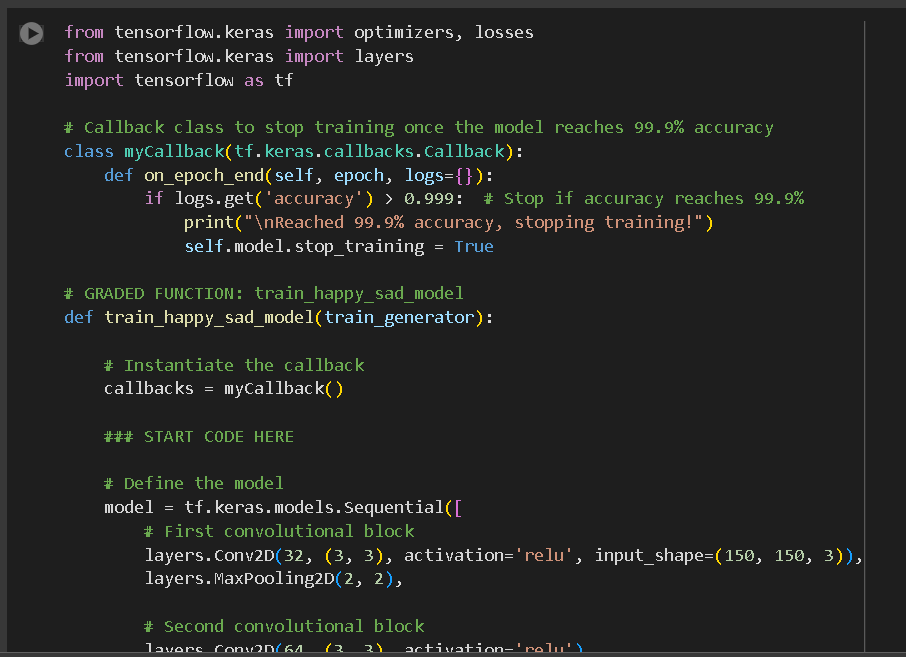 from tensorflow.keras import optimizers, losses
from tensorflow.keras import layers
import tensorflow as tf

# Callback class to stop training once the model reaches 99.9% accuracy
class myCallback(tf.keras.callbacks.Callback):
    def on_epoch_end(self, epoch, logs={}):
        if logs.get('accuracy') > 0.999:  # Stop if accuracy reaches 99.9%
            print("\nReached 99.9% accuracy, stopping training!")
            self.model.stop_training = True

# GRADED FUNCTION: train_happy_sad_model
def train_happy_sad_model(train_generator):

    # Instantiate the callback
    callbacks = myCallback()

    ### START CODE HERE

    # Define the model
    model = tf.keras.models.Sequential([
        # First convolutional block
        layers.Conv2D(32, (3, 3), activation='relu', input_shape=(150, 150, 3)),
        layers.MaxPooling2D(2, 2),

        # Second convolutional block
        layers.Conv2D(64, (3, 3), activation='relu'),